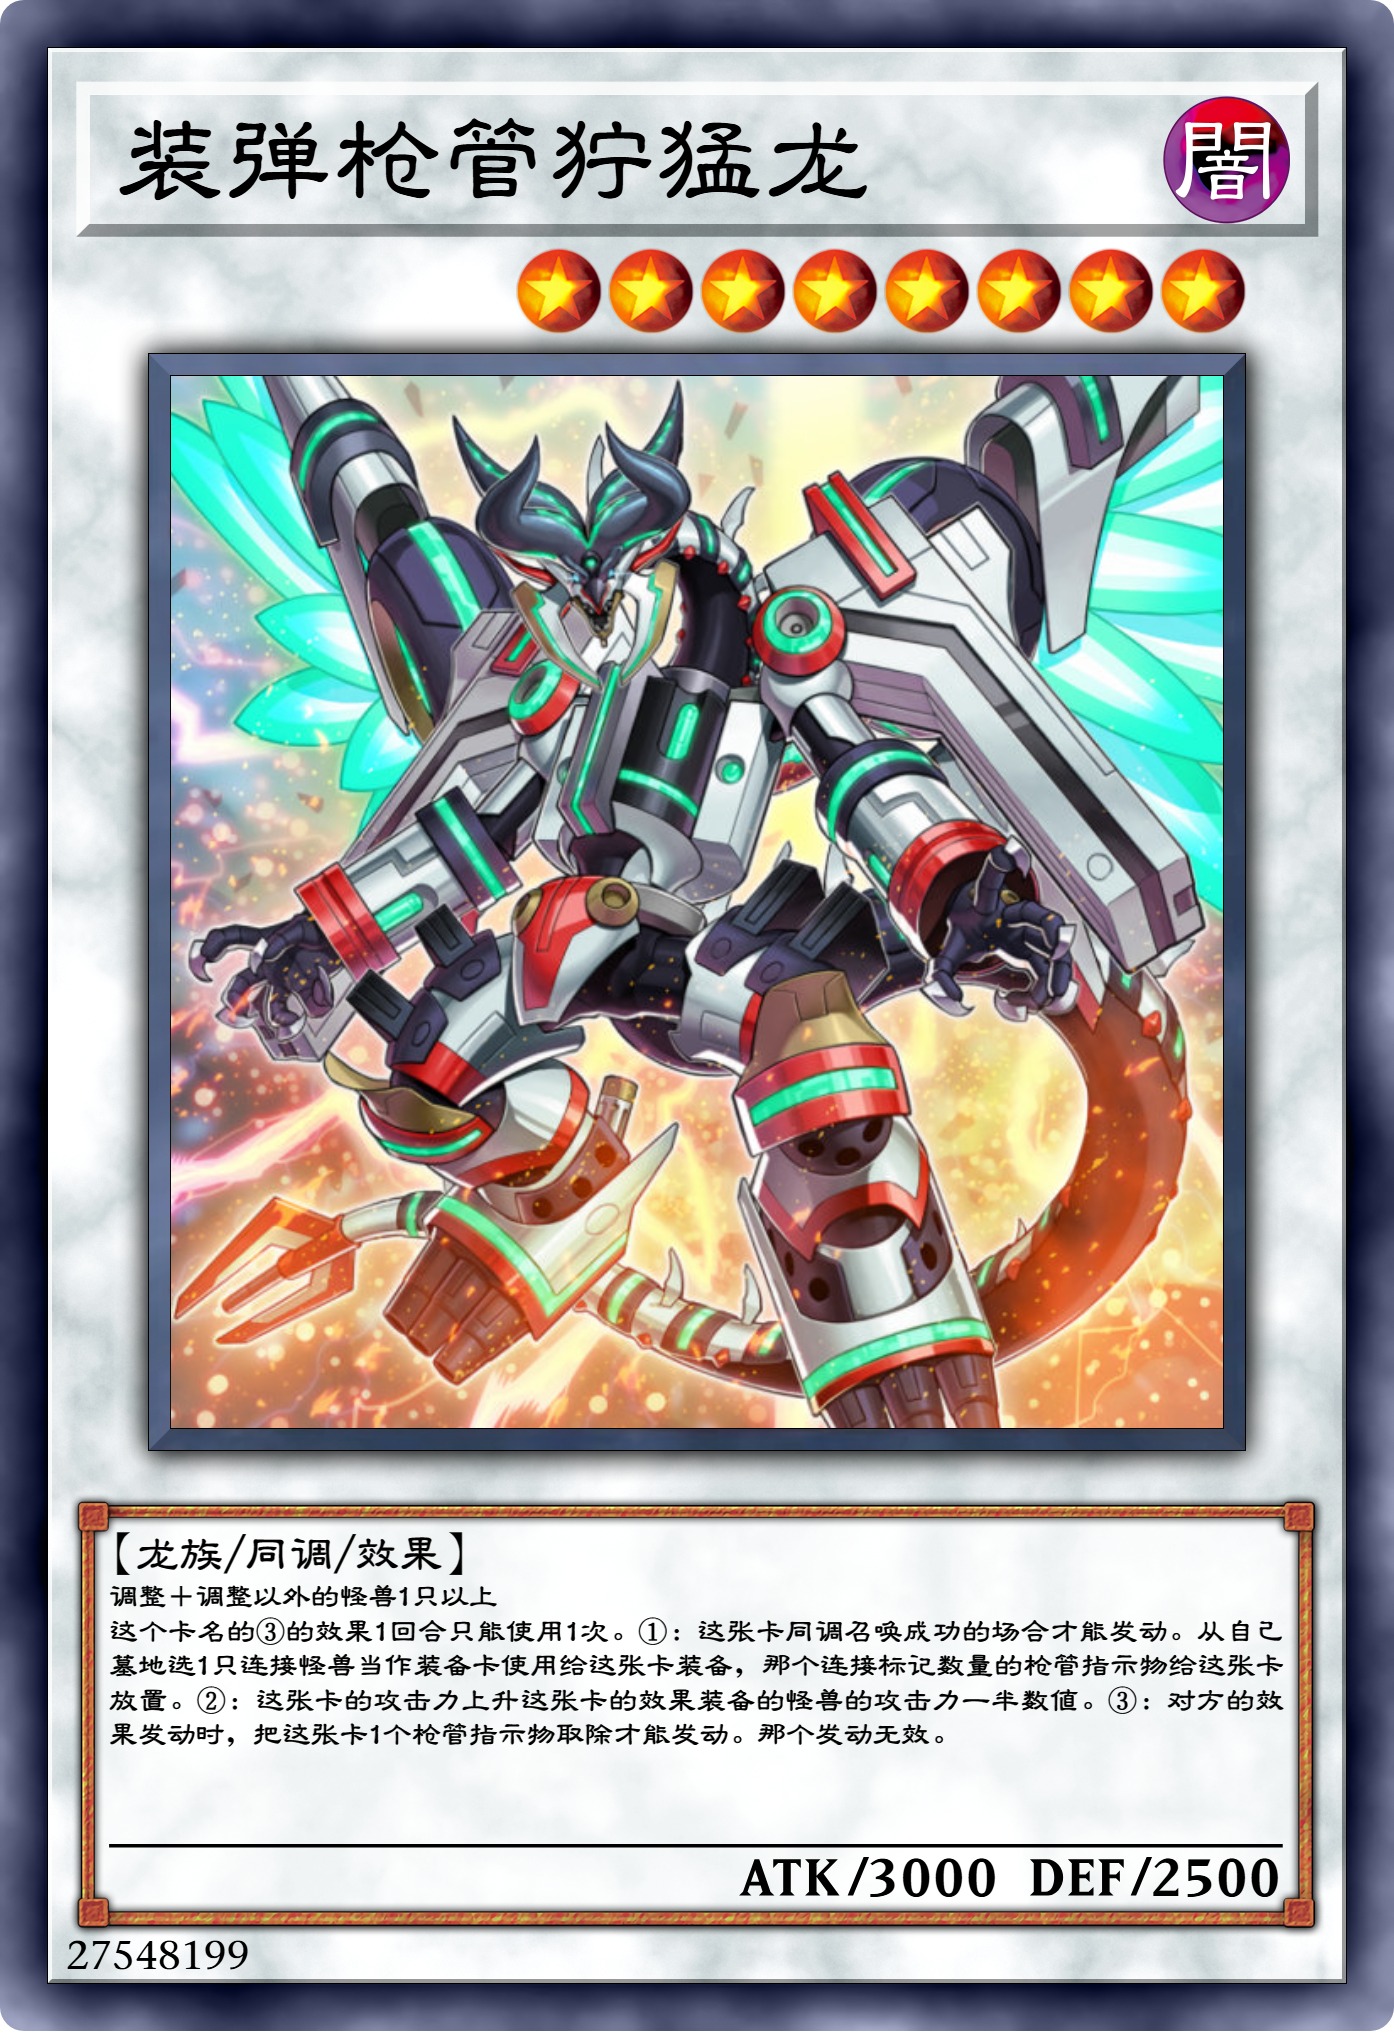 装弹枪管狞猛龙
闇
【龙族/同调/效果】
调整＋调整以外的怪兽1只以上
这个卡名的③的效果1回合只能使用1次。①：这张卡同调召唤成功的场合才能发动。从自己
墓地选1只连接怪兽当作装备卡使用给这张卡装备，那个连接标记数量的枪管指示物给这张卡
放置。②：这张卡的攻击力上升这张卡的效果装备的怪兽的攻击力一半数值。③：对方的效
果发动时，把这张卡1个枪管指示物取除才能发动。那个发动无效。
ATK/3000 DEF/2500
27548199